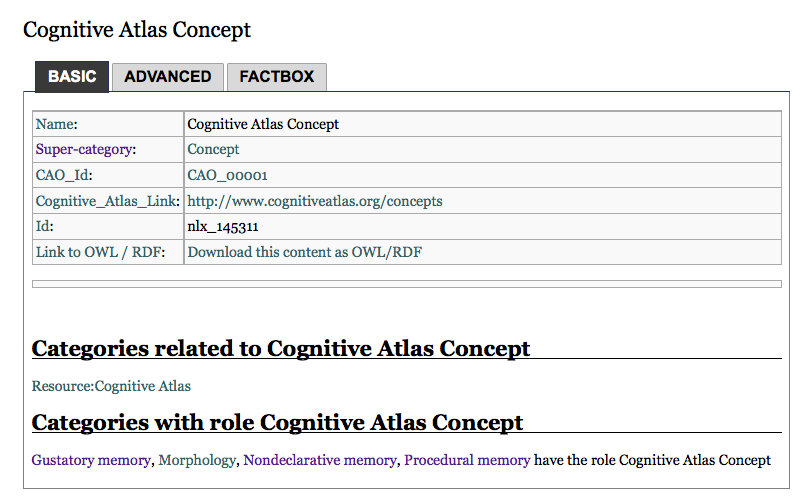 Cognitive Atlas Concept
BASIC ADVANCED FACTBOX
Name: Cognitive Atlas Concept
Super-category: Concept
CAO_Id: CAO_00001
Cognitive_Atlas_Link: http://www.cognitiveatlas.org/concepts
Id: nlx_145311
Link to OWL / RDF: Download this content as OWL/RDF
Categories related to Cognitive Atlas Concept
Resource:Cognitive Atlas
Categories with role Cognitive Atlas Concept
Gustatory memory, Morphology, Nondeclarative memory, Procedural memory have the role Cognitive Atlas Concept